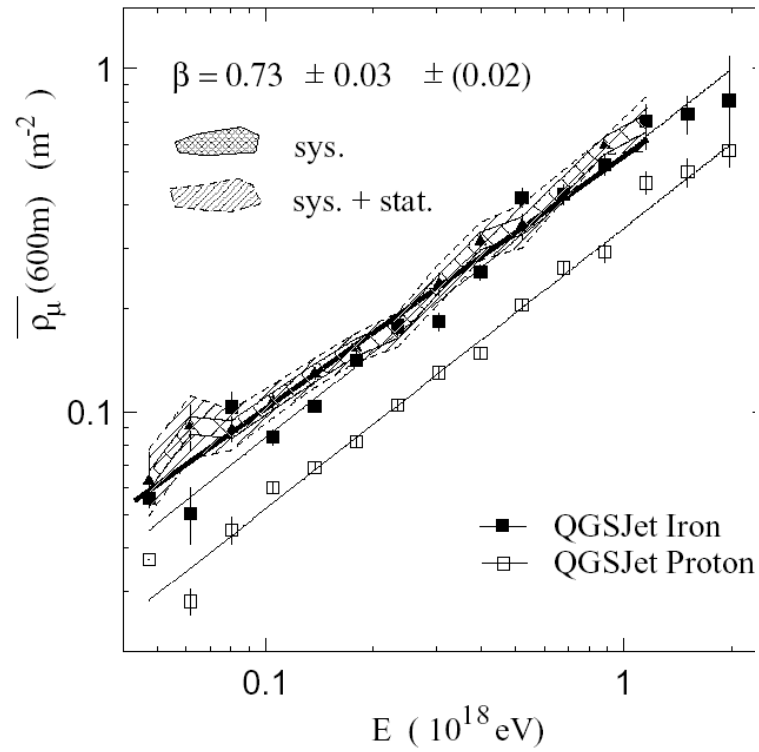 1
β = 0.73 ± 0.03 ± (0.02)
sys.
sys. + stat.
ρμ(600m) (m⁻²)
0.1
QGSJet Iron
QGSJet Proton
0.1 1
E ( 10¹⁸ eV)